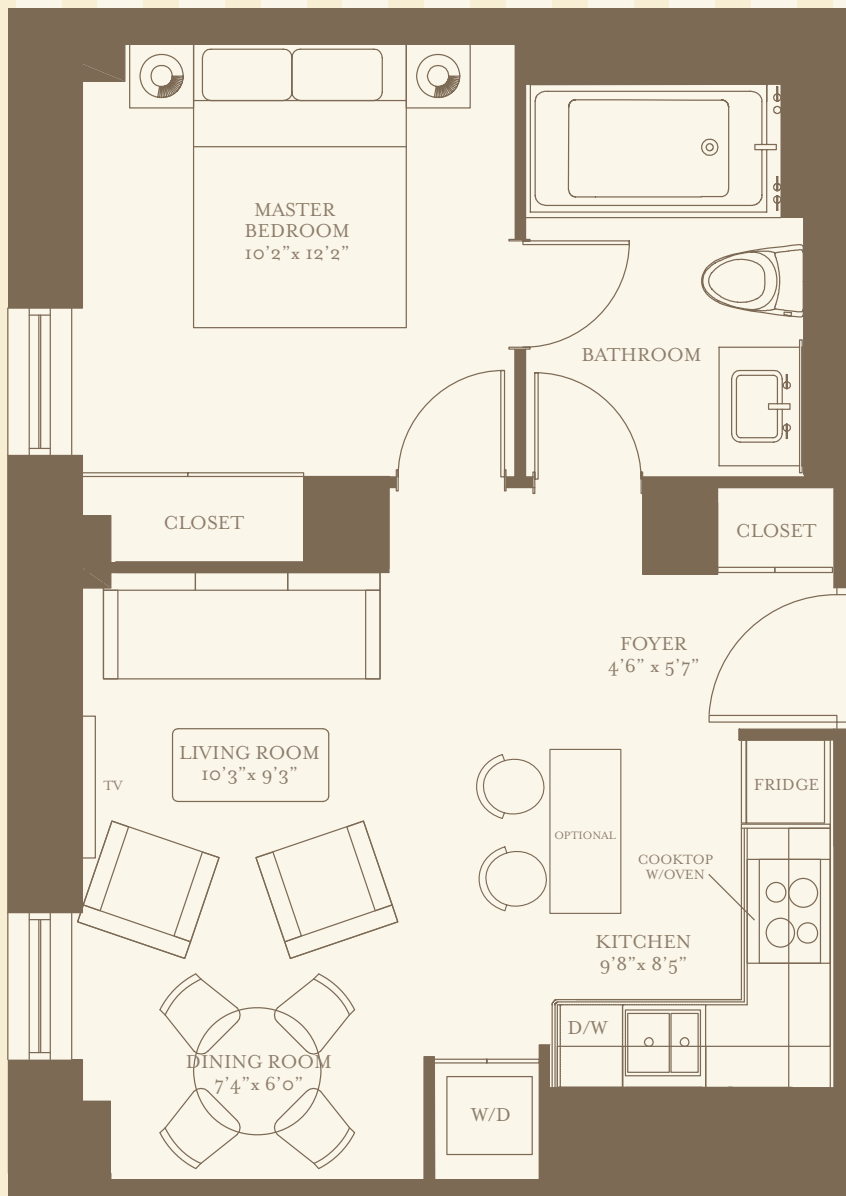 MASTER
BEDROOM
10’2”x 12’2”
BATHROOM
CLOSET
CLOSET
FOYER
4’6” x 5’7”
LIVING ROOM
10’3”x 9’3”
TV
FRIDGE
OPTIONAL
COOKTOP
W/OVEN
KITCHEN
9’8”x 8’5”
D/W
DINING ROOM
7’4”x 6’0”
W/D